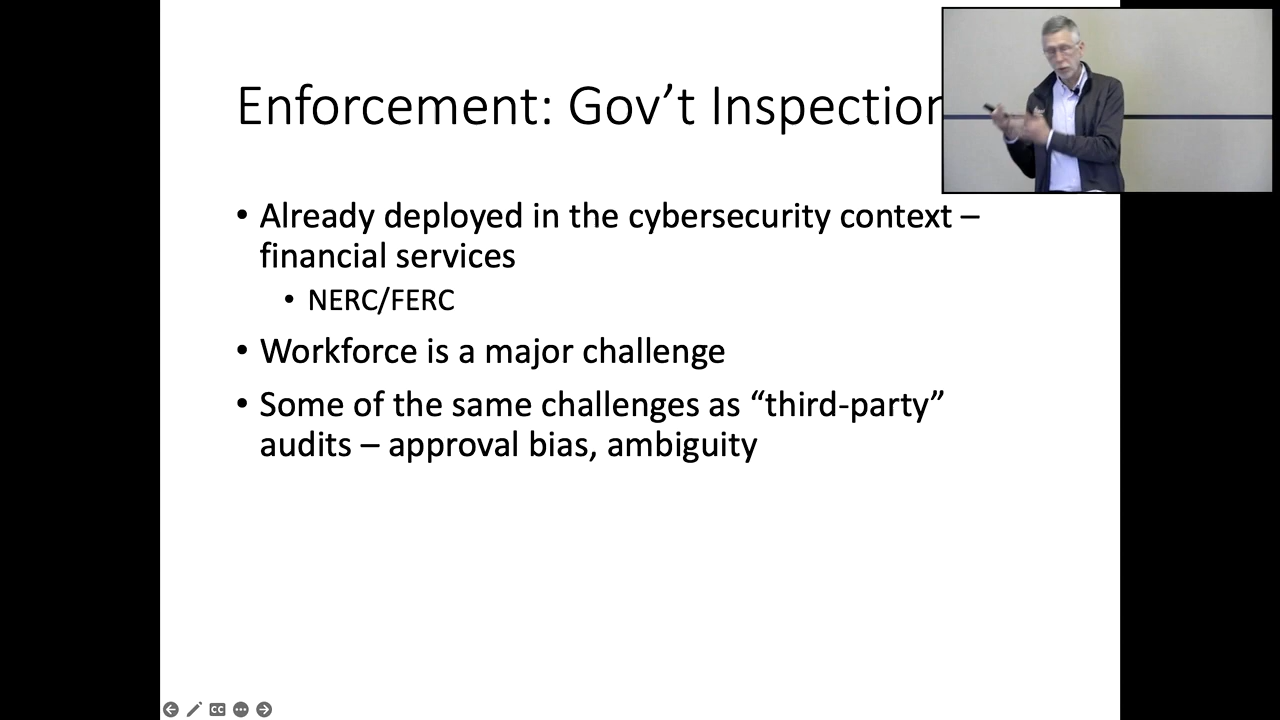 Enforcement: Gov't Inspection
• Already deployed in the cybersecurity context –
financial services
• NERC/FERC
• Workforce is a major challenge
• Some of the same challenges as “third-party”
audits – approval bias, ambiguity
CC